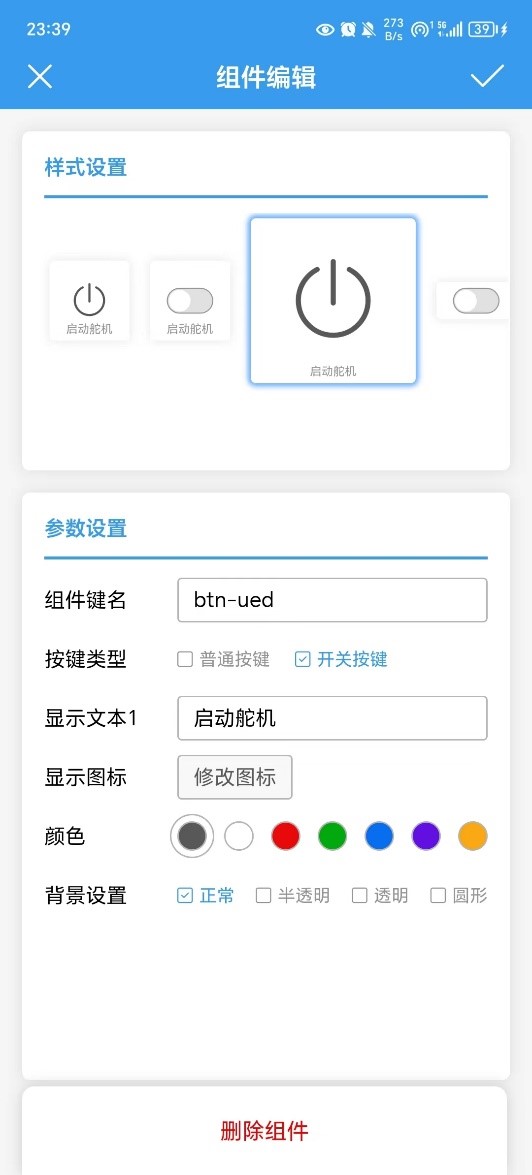 23:39
273
B/s
1 5G
39
组件编辑
样式设置
启动舵机
启动舵机
启动舵机
参数设置
组件键名 btn-ued
按键类型 普通按键 开关按键
显示文本1 启动舵机
显示图标 修改图标
颜色
背景设置 正常 半透明 透明 圆形
删除组件